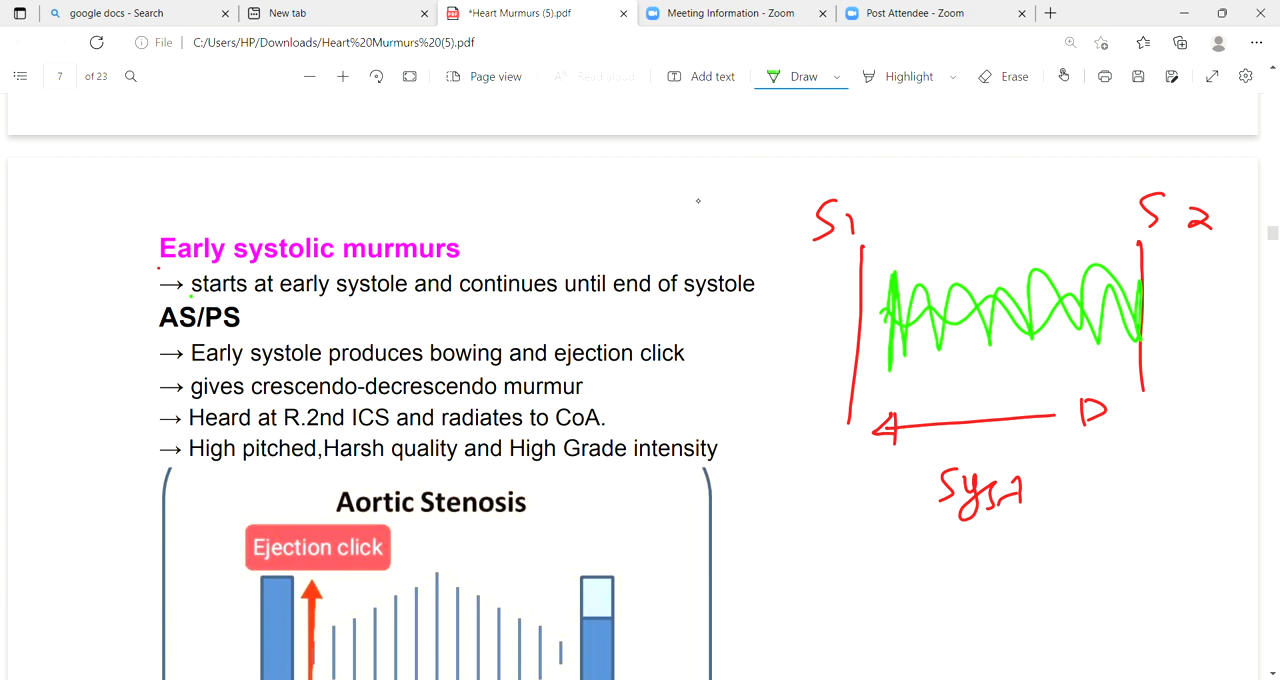 google docs - Search
New tab
*Heart Murmurs (5).pdf
Meeting Information - Zoom
Post Attendee - Zoom
File
C:/Users/HP/Downloads/Heart%20Murmurs%20(5).pdf
7 of 23
Page view
Read aloud
Add text
Draw
Highlight
Erase
S1
S 2
Early systolic murmurs
→ starts at early systole and continues until end of systole
AS/PS
→ Early systole produces bowing and ejection click
→ gives crescendo-decrescendo murmur
→ Heard at R.2nd ICS and radiates to CoA.
→ High pitched,Harsh quality and High Grade intensity
Aortic Stenosis
Ejection click